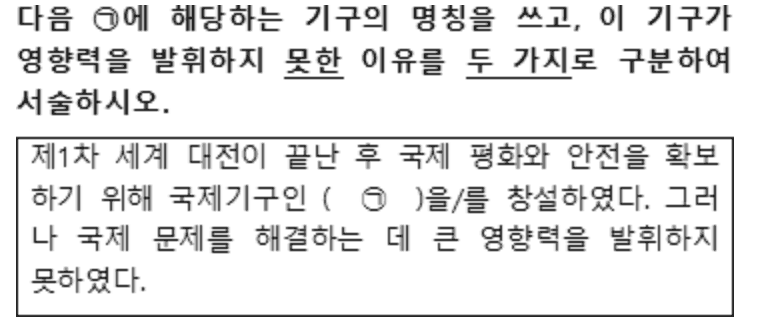 다음 ㉠에 해당하는 기구의 명칭을 쓰고, 이 기구가
영향력을 발휘하지 못한 이유를 두 가지로 구분하여
서술하시오.
제1차 세계 대전이 끝난 후 국제 평화와 안전을 확보
하기 위해 국제기구인 ( ㉠ )을/를 창설하였다. 그러
나 국제 문제를 해결하는 데 큰 영향력을 발휘하지
못하였다.